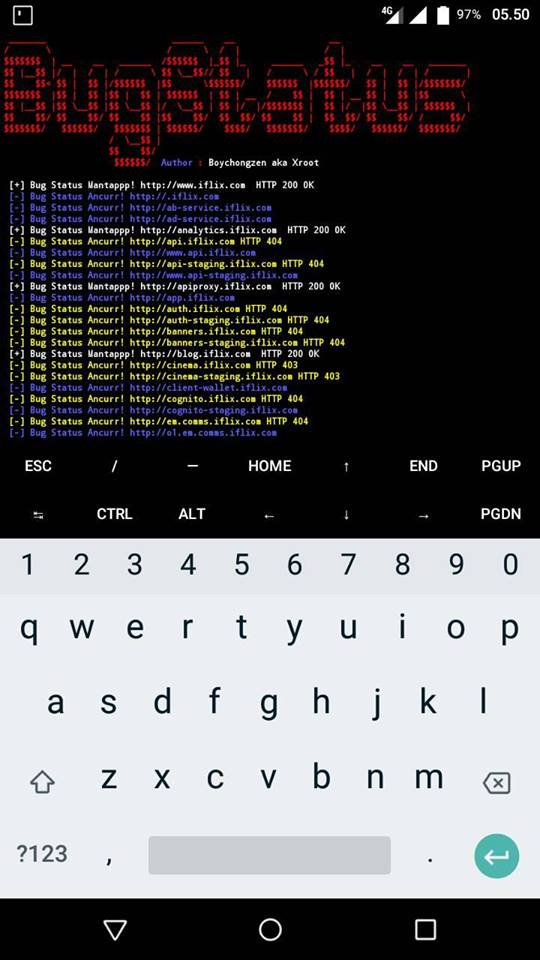 4G 97% 05.50
BugStatus
Author : Boychongzen aka Xroot
[+] Bug Status Mantappp! http://www.iflix.com HTTP 200 OK
[-] Bug Status Ancurr! http://.iflix.com
[-] Bug Status Ancurr! http://ab-service.iflix.com
[-] Bug Status Ancurr! http://ad-service.iflix.com
[+] Bug Status Mantappp! http://analytics.iflix.com HTTP 200 OK
[-] Bug Status Ancurr! http://api.iflix.com HTTP 404
[-] Bug Status Ancurr! http://www.api.iflix.com
[-] Bug Status Ancurr! http://api-staging.iflix.com HTTP 404
[-] Bug Status Ancurr! http://www.api-staging.iflix.com
[+] Bug Status Mantappp! http://apiproxy.iflix.com HTTP 200 OK
[-] Bug Status Ancurr! http://app.iflix.com
[-] Bug Status Ancurr! http://auth.iflix.com HTTP 404
[-] Bug Status Ancurr! http://auth-staging.iflix.com HTTP 404
[-] Bug Status Ancurr! http://banners.iflix.com HTTP 404
[-] Bug Status Ancurr! http://banners-staging.iflix.com HTTP 404
[+] Bug Status Mantappp! http://blog.iflix.com HTTP 200 OK
[-] Bug Status Ancurr! http://cinema.iflix.com HTTP 403
[-] Bug Status Ancurr! http://cinema-staging.iflix.com HTTP 403
[-] Bug Status Ancurr! http://client-wallet.iflix.com
[-] Bug Status Ancurr! http://cognito.iflix.com HTTP 404
[-] Bug Status Ancurr! http://cognito-staging.iflix.com
[-] Bug Status Ancurr! http://em.comms.iflix.com HTTP 404
[-] Bug Status Ancurr! http://o1.em.comms.iflix.com
ESC / — HOME ↑ END PGUP
↹ CTRL ALT ← ↓ → PGDN
1 2 3 4 5 6 7 8 9 0
q w e r t y u i o p
a s d f g h j k l
z x c v b n m
?123 , .